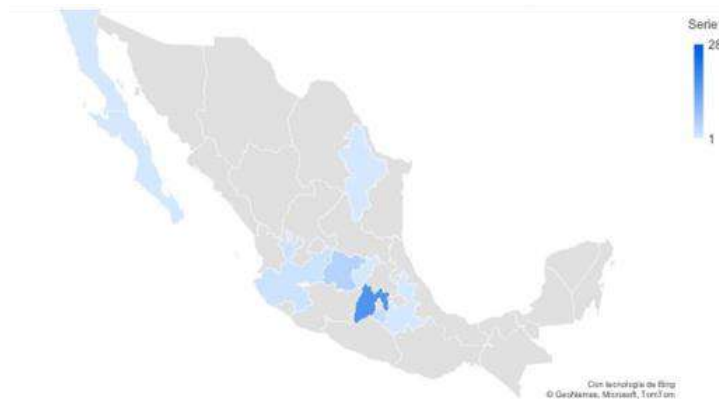 Serie
28
1
Con tecnología de Bing
© GeoNames, Microsoft, TomTom